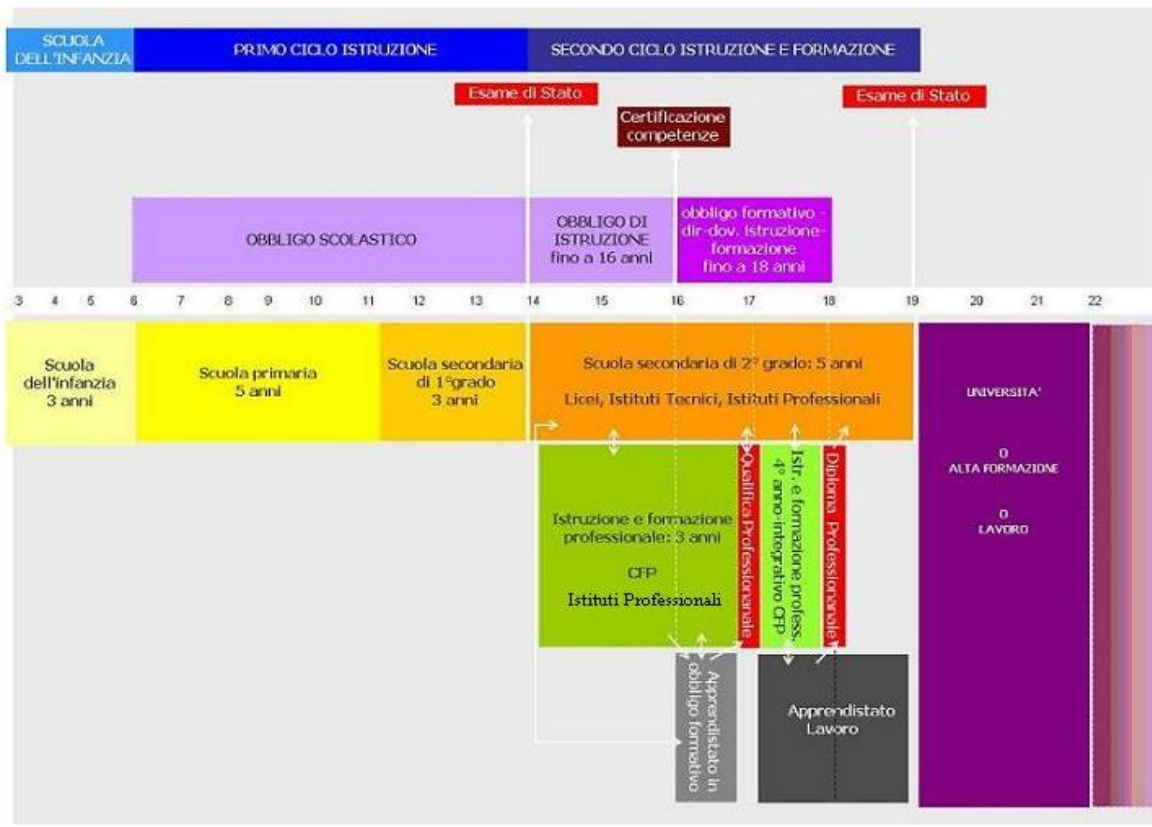 SCUOLA
DELL'INFANZIA
PRIMO CICLO ISTRUZIONE
SECONDO CICLO ISTRUZIONE E FORMAZIONE
Esame di Stato
Esame di Stato
Certificazione
competenze
OBBLIGO SCOLASTICO
OBBLIGO DI
ISTRUZIONE
fino a 16 anni
obbligo formativo -
dir-dov. istruzione-
formazione
fino a 18 anni
3 4 5 6 7 8 9 10 11 12 13 14 15 16 17 18 19 20 21 22
Scuola
dell'infanzia
3 anni
Scuola primaria
5 anni
Scuola secondaria
di 1°grado
3 anni
Scuola secondaria di 2° grado: 5 anni
Licei, Istituti Tecnici, Istituti Professionali
UNIVERSITA'
O
ALTA FORMAZIONE
O
LAVORO
Istruzione e formazione
professionale: 3 anni
CFP
Istituti Professionali
Qualifica Professionanale
Istr. e formazione profess.
4° anno-integrativo CFP
Diploma Professionanale
Apprendistato in
obbligo formativo
Apprendistato
Lavoro